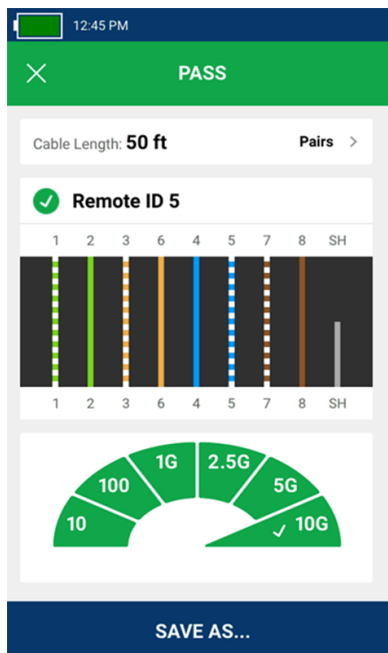 12:45 PM
PASS
Cable Length: 50 ft Pairs >
Remote ID 5
1 2 3 6 4 5 7 8 SH
1 2 3 6 4 5 7 8 SH
10 100 1G 2.5G 5G 10G
SAVE AS...